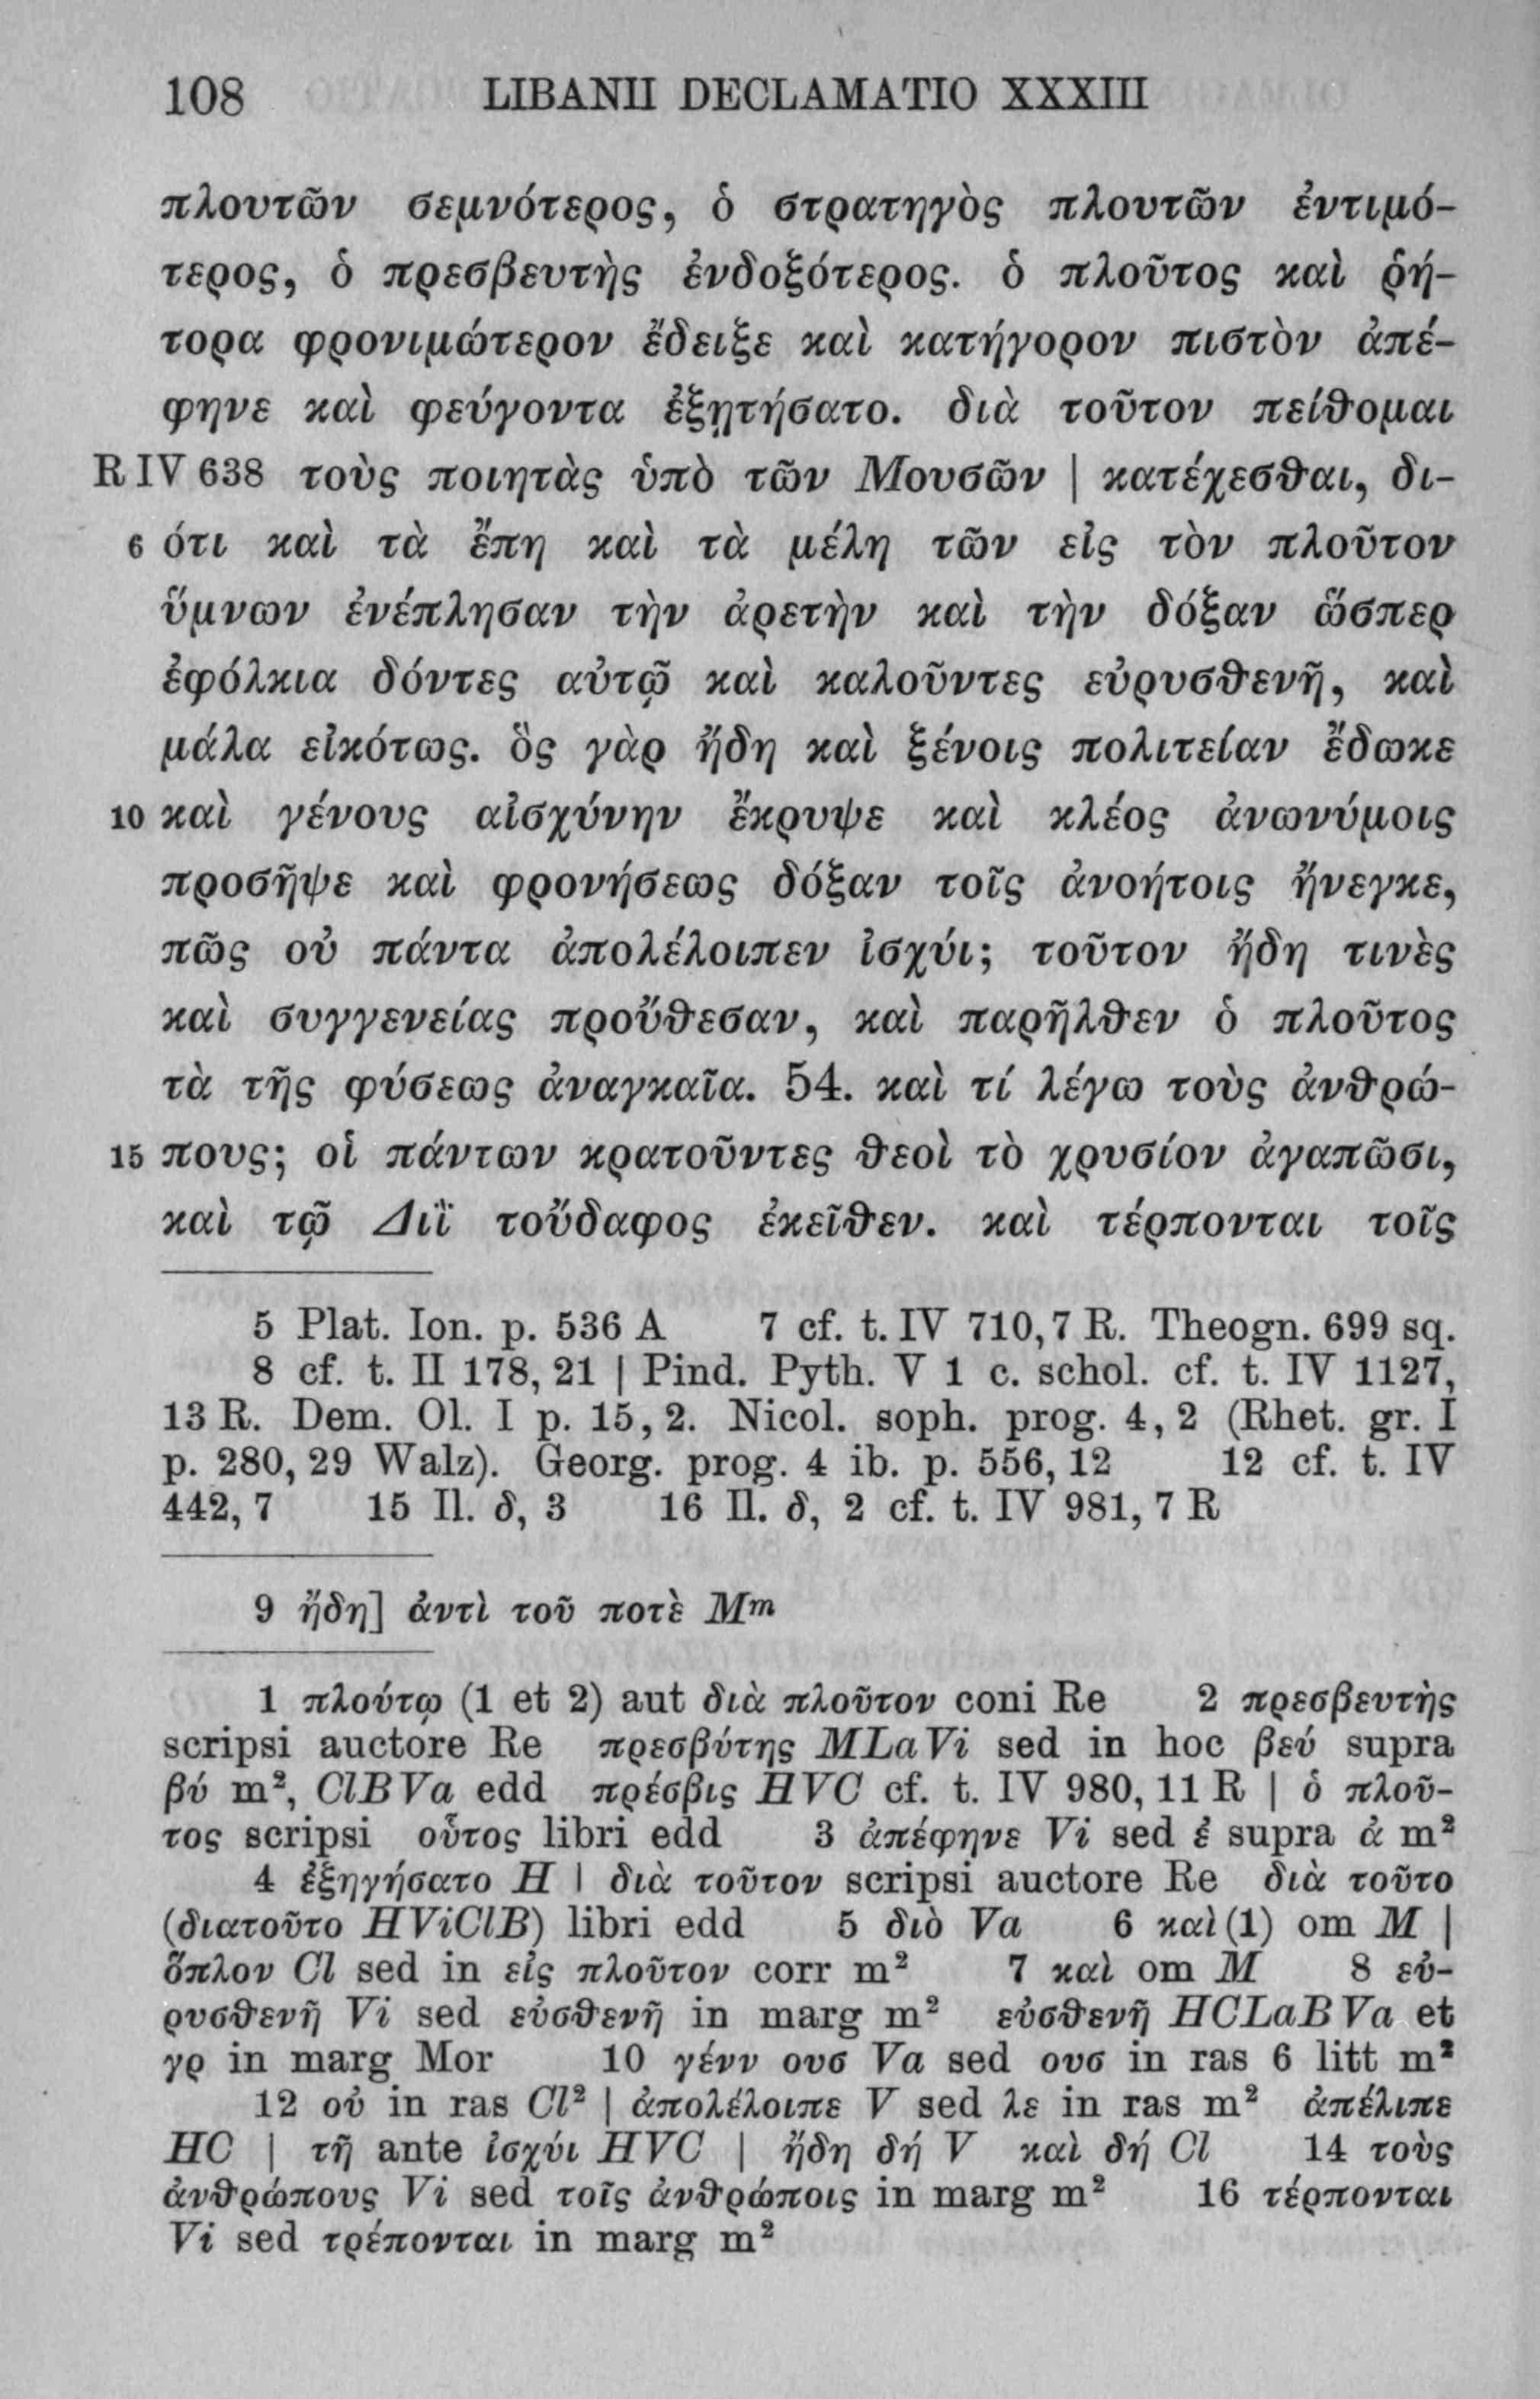 108 LIBANII DECLAMATIO XXXIII
πλουτῶν σεμνότερος, ὁ στρατηγὸς πλουτῶν ἐντιμό-
τερος, ὁ πρεσβευτὴς ἐνδοξότερος. ὁ πλοῦτος καὶ ῥή-
τορα φρονιμώτερον ἔδειξε καὶ κατήγορον πιστὸν ἀπέ-
φηνε καὶ φεύγοντα ἐξῃτήσατο. διὰ τοῦτον πείθομαι
R IV 638 τοὺς ποιητὰς ὑπὸ τῶν Μουσῶν | κατέχεσθαι, δι-
6 ότι καὶ τὰ ἔπη καὶ τὰ μέλη τῶν εἰς τὸν πλοῦτον
ὕμνων ἐνέπλησαν τὴν ἀρετὴν καὶ τὴν δόξαν ὥσπερ
ἐφόλκια δόντες αὐτῷ καὶ καλοῦντες εὐρυσθενῆ, καὶ
μάλα εἰκότως. ὃς γὰρ ἤδη καὶ ξένοις πολιτείαν ἔδωκε
10 καὶ γένους αἰσχύνην ἔκρυψε καὶ κλέος ἀνωνύμοις
προσῆψε καὶ φρονήσεως δόξαν τοῖς ἀνοήτοις ἤνεγκε,
πῶς οὐ πάντα ἀπολέλοιπεν ἰσχύι; τοῦτον ἤδη τινὲς
καὶ συγγενείας προὔθεσαν, καὶ παρῆλθεν ὁ πλοῦτος
τὰ τῆς φύσεως ἀναγκαῖα. 54. καὶ τί λέγω τοὺς ἀνθρώ-
15 πους; οἱ πάντων κρατοῦντες θεοὶ τὸ χρυσίον ἀγαπῶσι,
καὶ τῷ Διῒ τοὔδαφος ἐκεῖθεν. καὶ τέρπονται τοῖς
5 Plat. Ion. p. 536 A 7 cf. t. IV 710, 7 R. Theogn. 699 sq.
8 cf. t. II 178, 21 | Pind. Pyth. V 1 c. schol. cf. t. IV 1127,
13 R. Dem. Ol. I p. 15, 2. Nicol. soph. prog. 4, 2 (Rhet. gr. I
p. 280, 29 Walz). Georg. prog. 4 ib. p. 556, 12 12 cf. t. IV
442, 7 15 Il. δ, 3 16 Il. δ, 2 cf. t. IV 981, 7 R
9 ἤδη] ἀντὶ τοῦ ποτὲ Mᵐ
1 πλούτῳ (1 et 2) aut διὰ πλοῦτον coni Re 2 πρεσβευτὴς
scripsi auctore Re πρεσβύτης MLaVi sed in hoc βεύ supra
βύ m², ClBVa edd πρέσβις HVC cf. t. IV 980, 11 R | ὁ πλοῦ-
τος scripsi οὗτος libri edd 3 ἀπέφηνε Vi sed ἐ supra ἀ m²
4 ἐξηγήσατο H | διὰ τοῦτον scripsi auctore Re διὰ τοῦτο
(διατοῦτο HViClB) libri edd 5 διὸ Va 6 καὶ (1) om M |
ὅπλον Cl sed in εἰς πλοῦτον corr m² 7 καὶ om M 8 εὐ-
ρυσθενῆ Vi sed εὐσθενῆ in marg m² εὐσθενῆ HCLaBVa et
γρ in marg Mor 10 γένν ουσ Va sed ουσ in ras 6 litt m²
12 οὐ in ras Cl² | ἀπολέλοιπε V sed λε in ras m² ἀπέλιπε
HC | τῇ ante ἰσχύι HVC | ἤδη δή V καὶ δή Cl 14 τοὺς
ἀνθρώπους Vi sed τοῖς ἀνθρώποις in marg m² 16 τέρπονται
Vi sed τρέπονται in marg m²